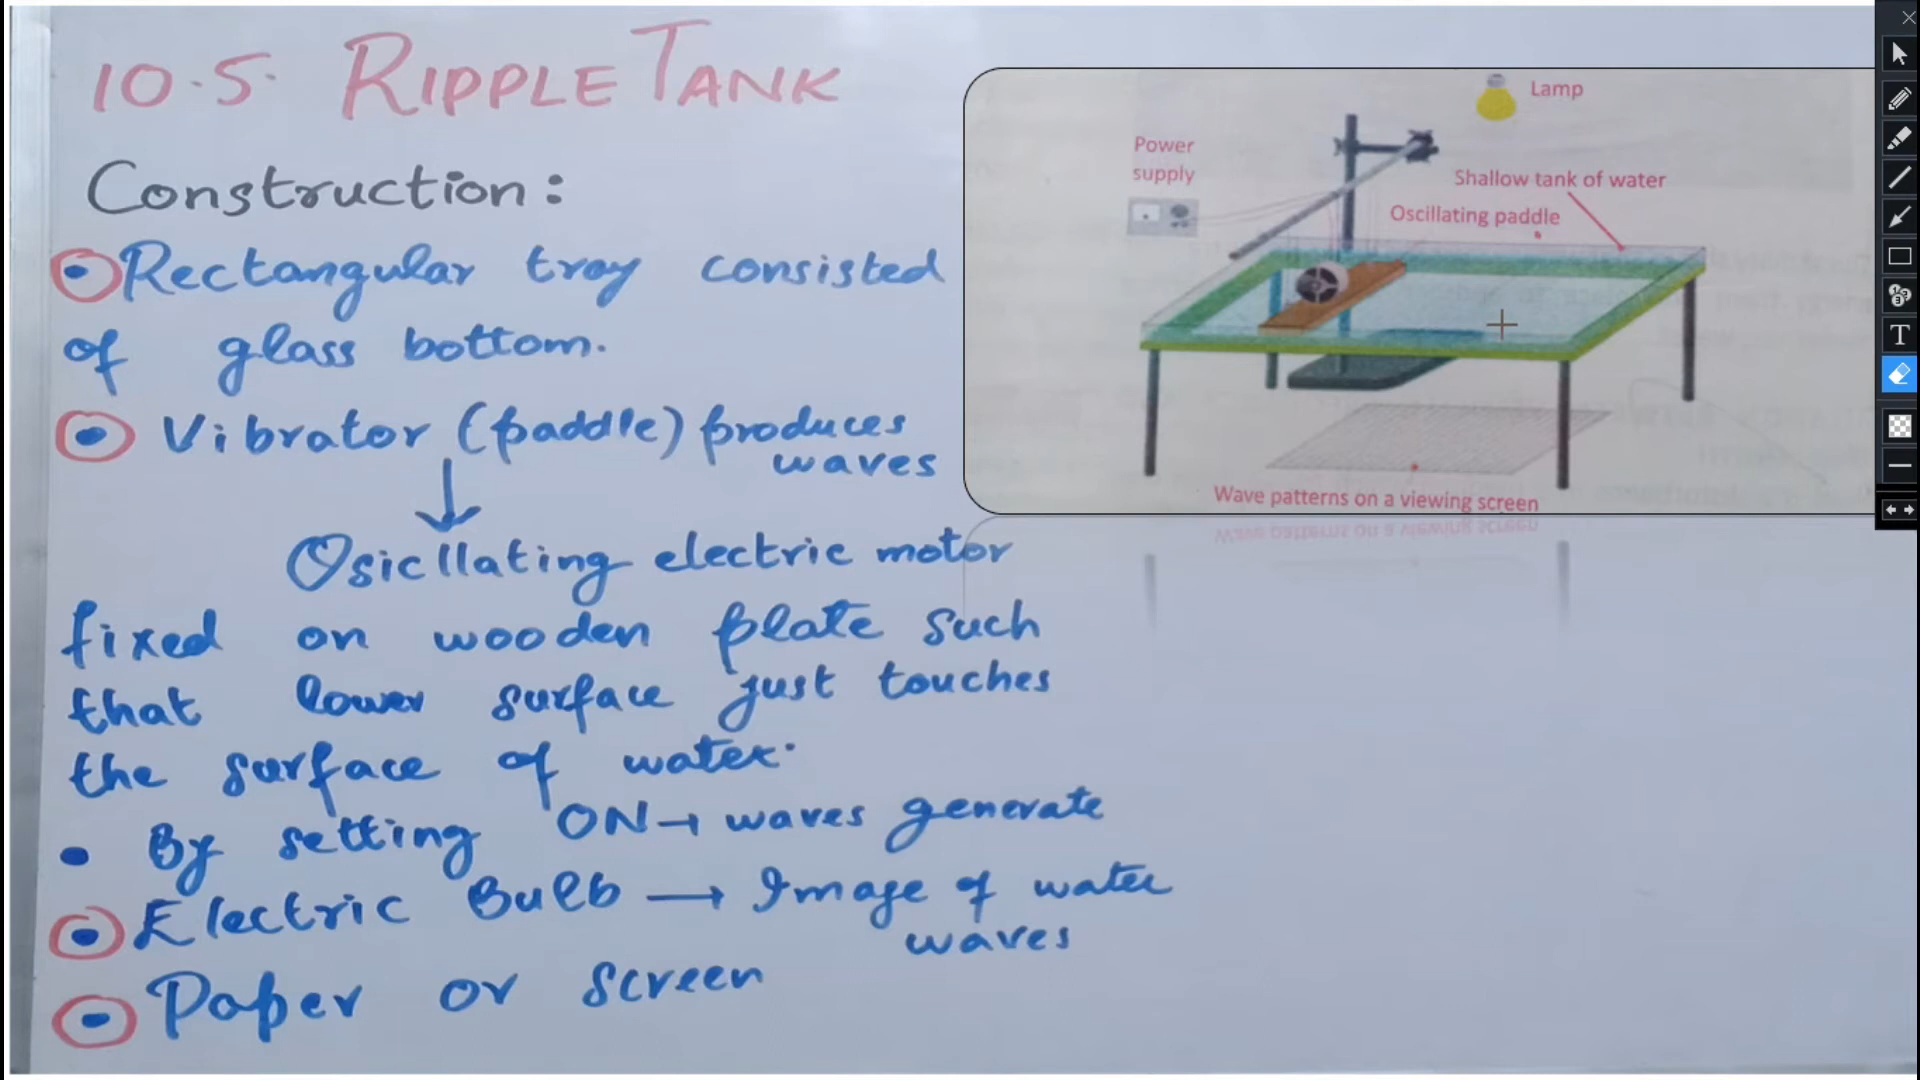 10.5. RIPPLE TANK
Construction:
Rectangular tray consisted
of glass bottom.
Vibrator (paddle) produces
waves
Osicllating electric motor
fixed on wooden plate such
that lower surface just touches
the surface of water.
By setting ON → waves generate
Electric Bulb → Image of water
waves
Paper or screen
Lamp
Power
supply
Shallow tank of water
Oscillating paddle
Wave patterns on a viewing screen
T